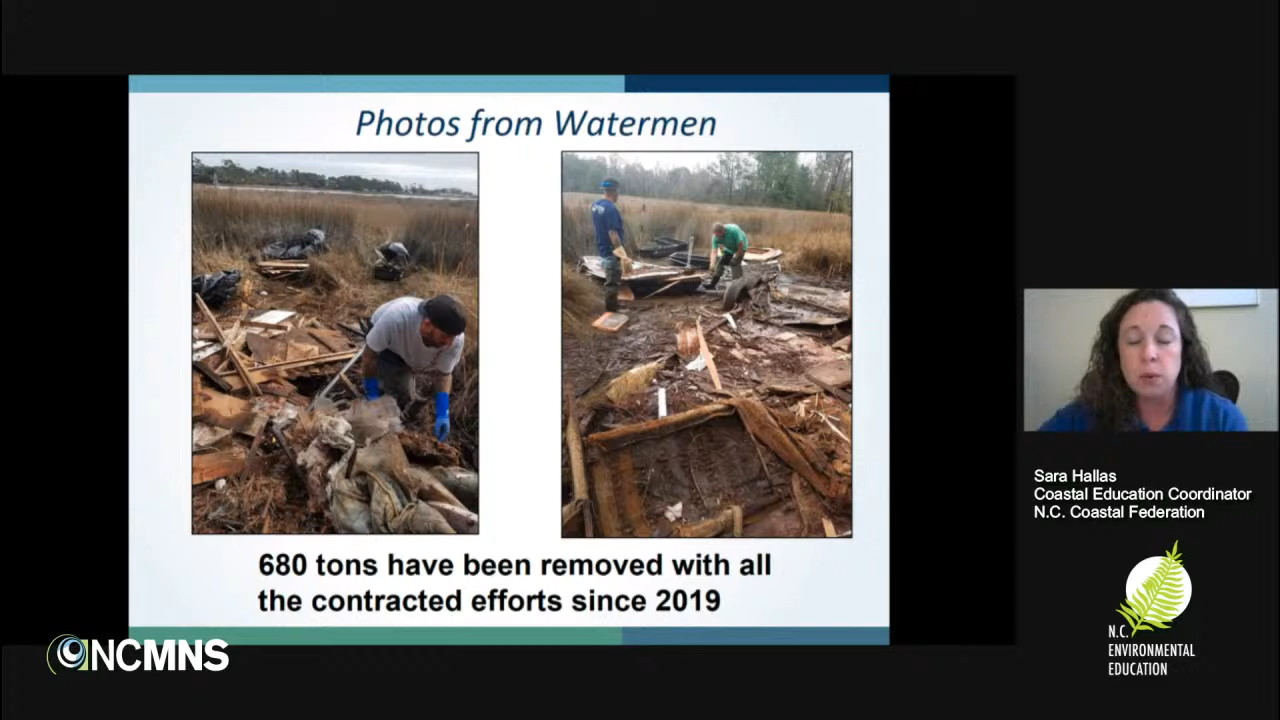 Photos from Watermen
680 tons have been removed with all
the contracted efforts since 2019
Sara Hallas
Coastal Education Coordinator
N.C. Coastal Federation
NCMNS
N.C.
ENVIRONMENTAL
EDUCATION